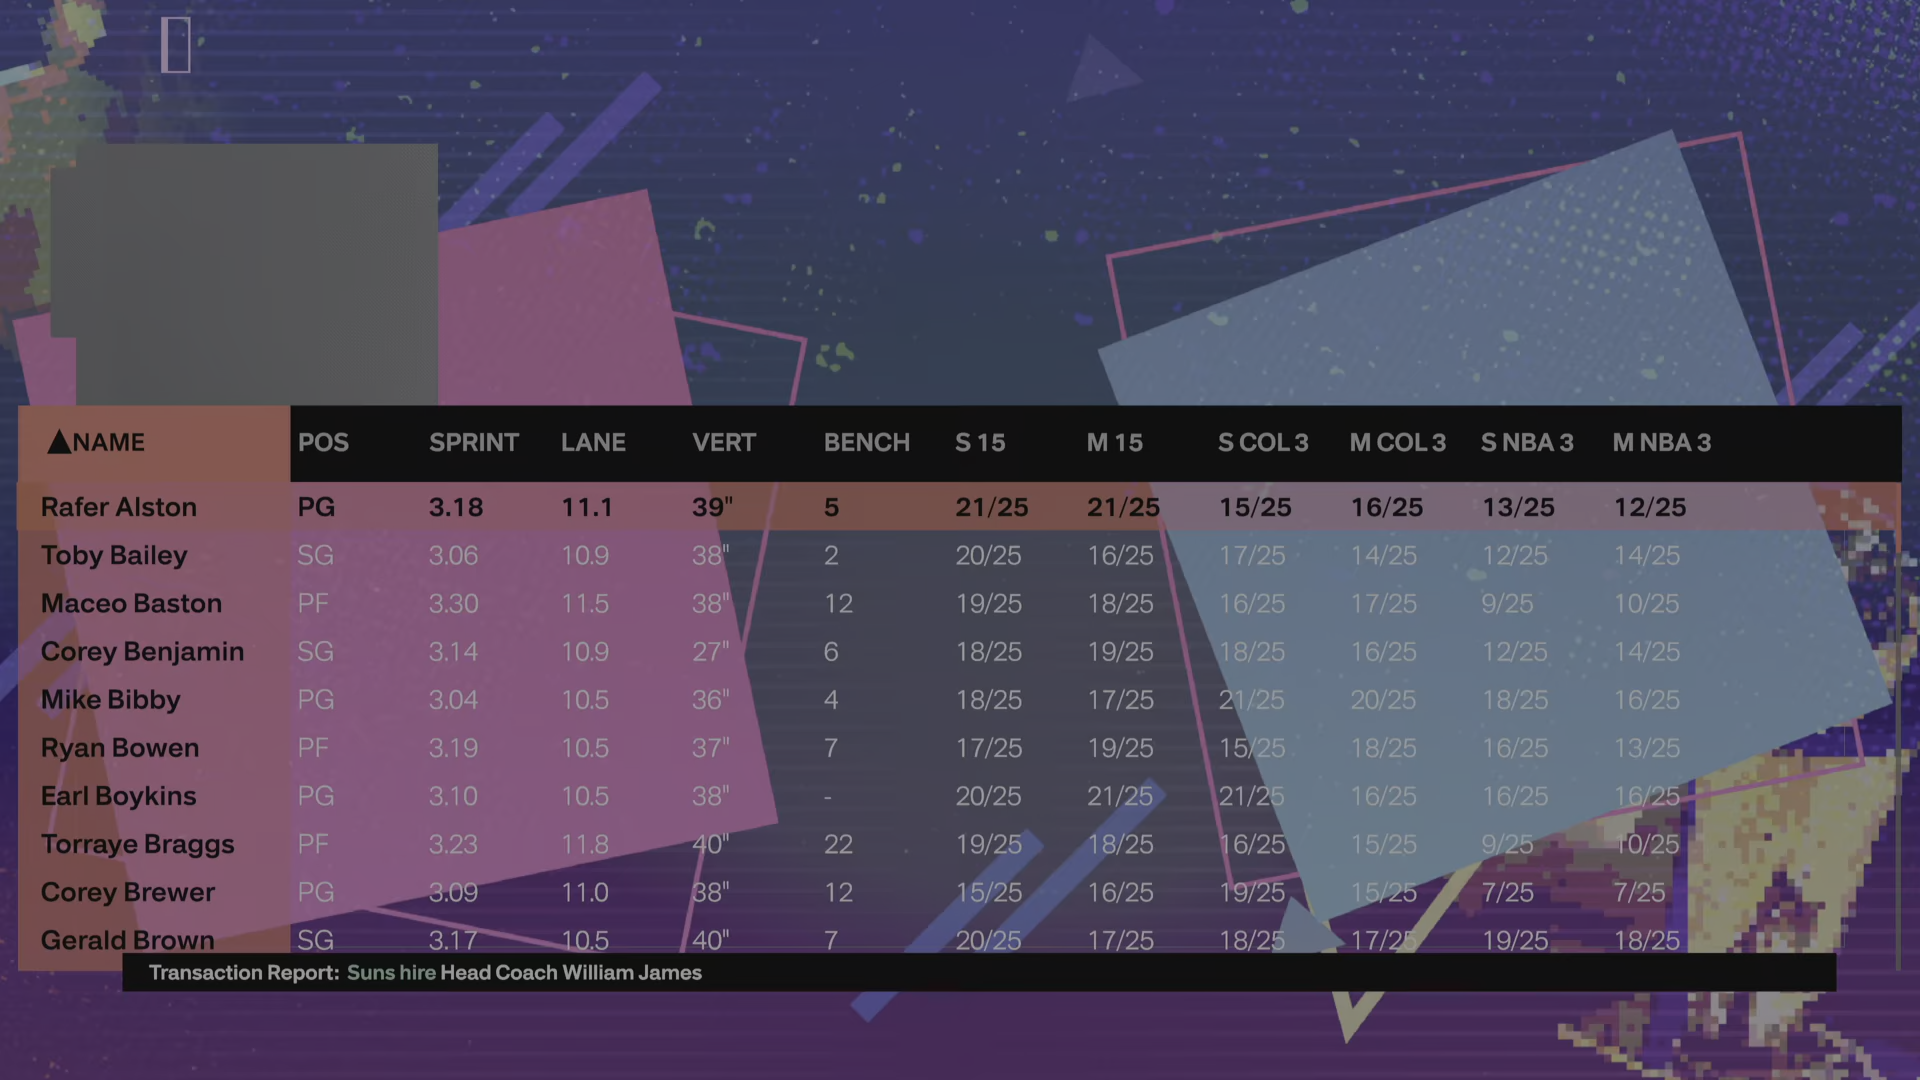 ▲NAME POS SPRINT LANE VERT BENCH S 15 M 15 S COL 3 M COL 3 S NBA 3 M NBA 3
Rafer Alston PG 3.18 11.1 39" 5 21/25 21/25 15/25 16/25 13/25 12/25
Toby Bailey SG 3.06 10.9 38" 2 20/25 16/25 17/25 14/25 12/25 14/25
Maceo Baston PF 3.30 11.5 38" 12 19/25 18/25 16/25 17/25 9/25 10/25
Corey Benjamin SG 3.14 10.9 27" 6 18/25 19/25 18/25 16/25 12/25 14/25
Mike Bibby PG 3.04 10.5 36" 4 18/25 17/25 21/25 20/25 18/25 16/25
Ryan Bowen PF 3.19 10.5 37" 7 17/25 19/25 15/25 18/25 16/25 13/25
Earl Boykins PG 3.10 10.5 38" - 20/25 21/25 21/25 16/25 16/25 16/25
Torraye Braggs PF 3.23 11.8 40" 22 19/25 18/25 16/25 15/25 9/25 10/25
Corey Brewer PG 3.09 11.0 38" 12 15/25 16/25 19/25 15/25 7/25 7/25
Gerald Brown SG 3.17 10.5 40" 7 20/25 17/25 18/25 17/25 19/25 18/25
Transaction Report: Suns hire Head Coach William James